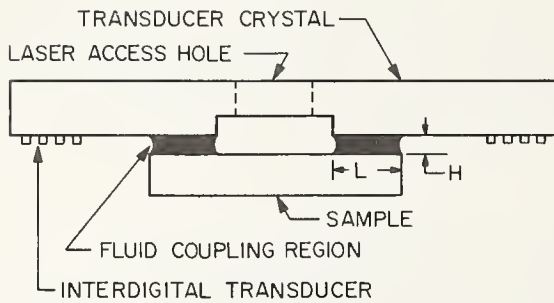 TRANSDUCER CRYSTAL
LASER ACCESS HOLE
L
H
SAMPLE
FLUID COUPLING REGION
INTERDIGITAL TRANSDUCER